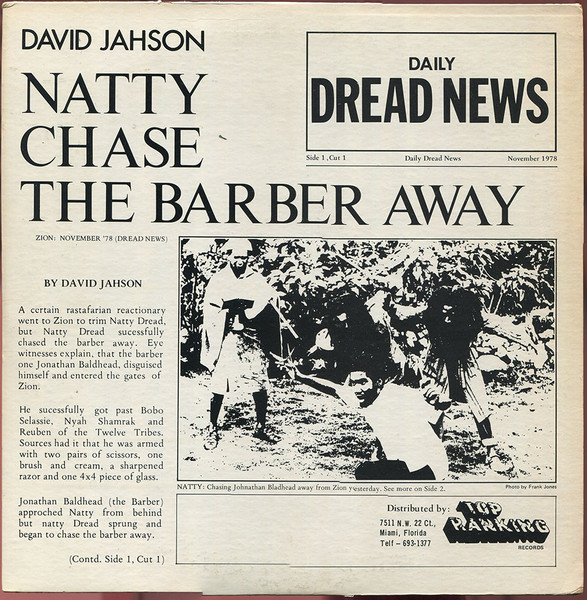 DAVID JAHSON
NATTY
CHASE
THE BARBER AWAY
DAILY
DREAD NEWS
Side 1, Cut 1 Daily Dread News November 1978
ZION: NOVEMBER '78 (DREAD NEWS)
BY DAVID JAHSON
A certain rastafarian reactionary
went to Zion to trim Natty Dread,
but Natty Dread sucessfully
chased the barber away. Eye
witnesses explain, that the barber
one Jonathan Baldhead, disguised
himself and entered the gates of
Zion.
He sucessfully got past Bobo
Selassie, Nyah Shamrak and
Reuben of the Twelve Tribes.
Sources had it that he was armed
with two pairs of scissors, one
brush and cream, a sharpened
razor and one 4x4 piece of glass.
Jonathan Baldhead (the Barber)
approched Natty from behind
but natty Dread sprung and
began to chase the barber away.
(Contd. Side 1, Cut 1)
NATTY: Chasing Johnathan Bladhead away from Zion yesterday. See more on Side 2.
Photo by Frank Jones
Distributed by:
7511 N.W. 22 Ct.,
Miami, Florida
Telf - 693-1377
TOP
RANKING
RECORDS